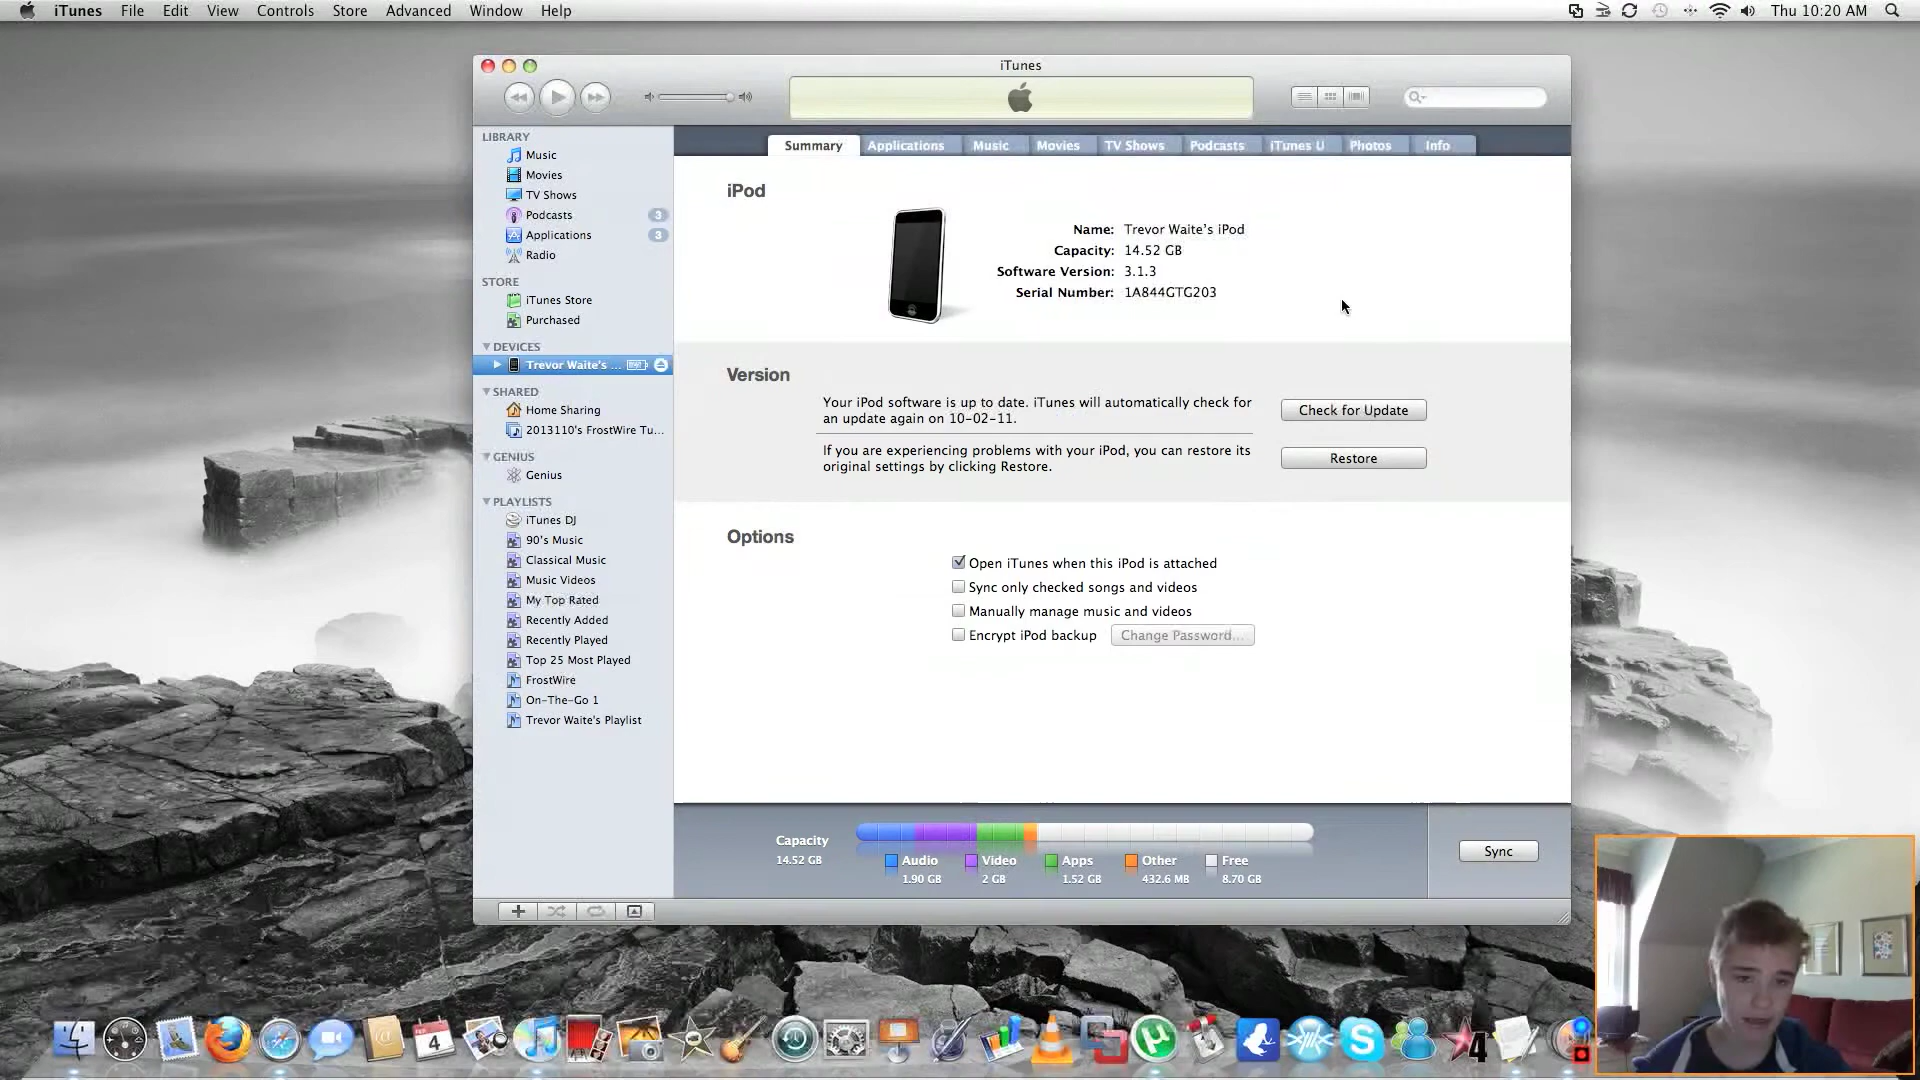 iTunes File Edit View Controls Store Advanced Window Help
Thu 10:20 AM
iTunes
LIBRARY
Music
Movies
TV Shows
Podcasts 3
Applications 3
Radio
STORE
iTunes Store
Purchased
DEVICES
Trevor Waite's ...
SHARED
Home Sharing
2013110's FrostWire Tu...
GENIUS
Genius
PLAYLISTS
iTunes DJ
90's Music
Classical Music
Music Videos
My Top Rated
Recently Added
Recently Played
Top 25 Most Played
FrostWire
On-The-Go 1
Trevor Waite's Playlist
Summary Applications Music Movies TV Shows Podcasts iTunes U Photos Info
iPod
Name: Trevor Waite's iPod
Capacity: 14.52 GB
Software Version: 3.1.3
Serial Number: 1A844GTG203
Version
Your iPod software is up to date. iTunes will automatically check for
an update again on 10-02-11.
Check for Update
If you are experiencing problems with your iPod, you can restore its
original settings by clicking Restore.
Restore
Options
Open iTunes when this iPod is attached
Sync only checked songs and videos
Manually manage music and videos
Encrypt iPod backup Change Password...
Capacity
14.52 GB
Audio Video Apps Other Free
1.90 GB 2 GB 1.52 GB 432.6 MB 8.70 GB
Sync
4
4